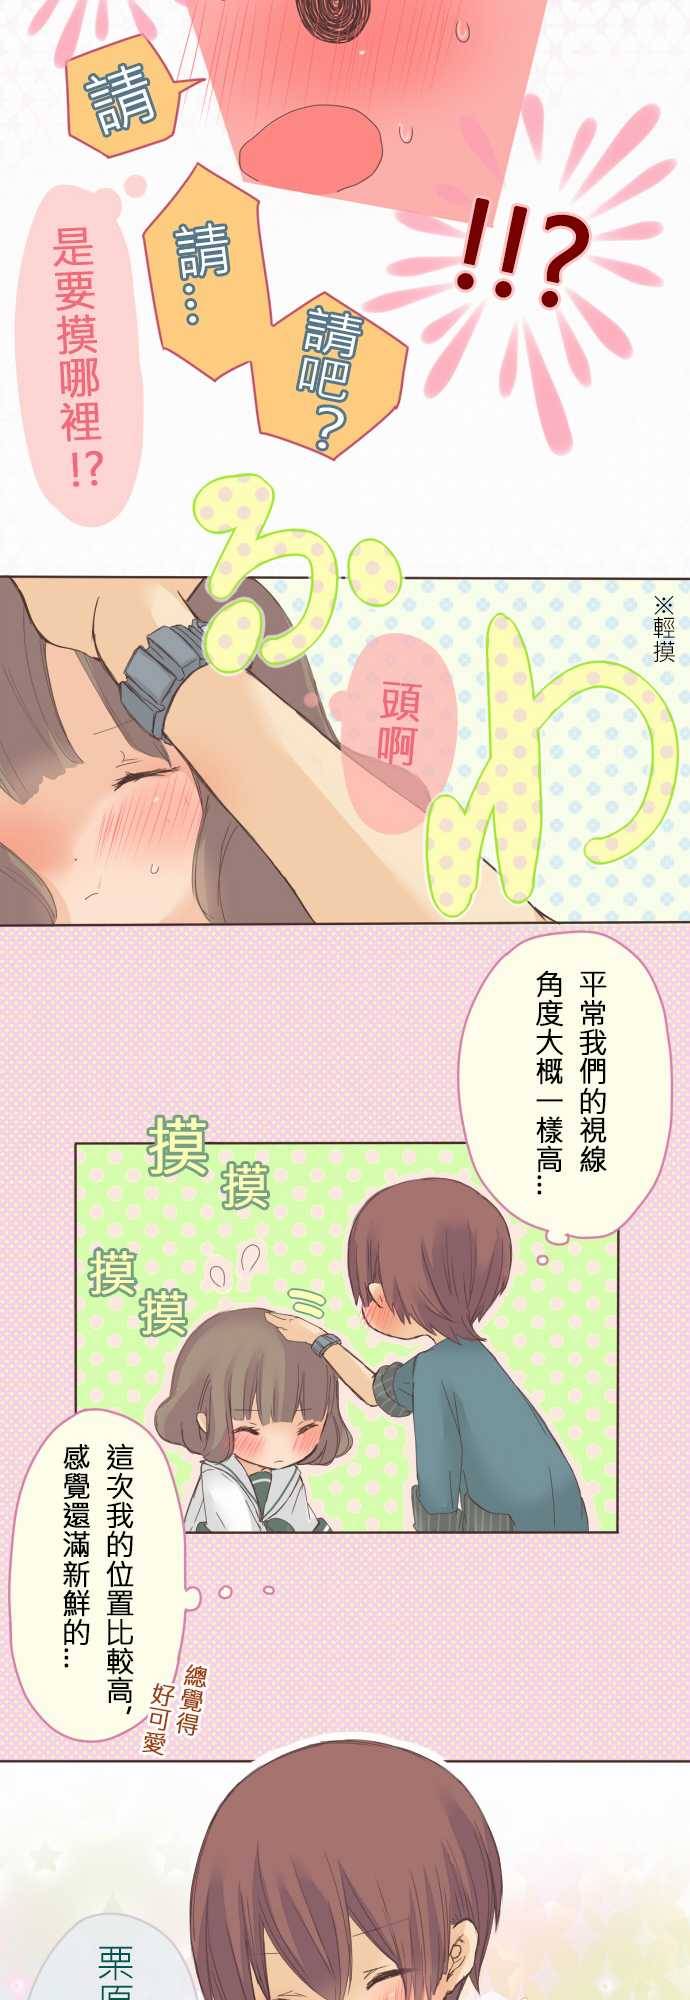 請
!!?
請…
是要摸哪裡!?
請吧？
ふわ
※輕摸
頭啊
平常我們的視線
角度大概一樣高…
摸
摸
摸
摸
這次我的位置比較高，
感覺還滿新鮮的…
總覺得
好可愛